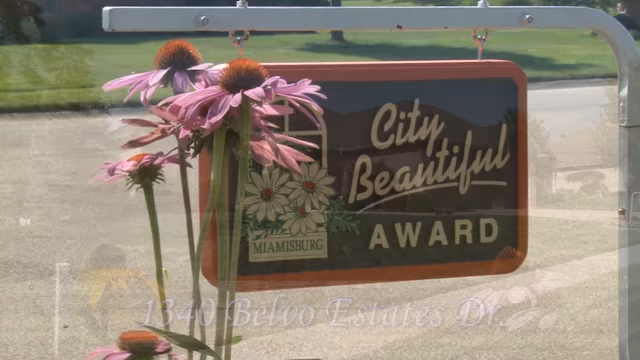 City
Beautiful
AWARD
MIAMISBURG
1340 Belvo Estates Dr.